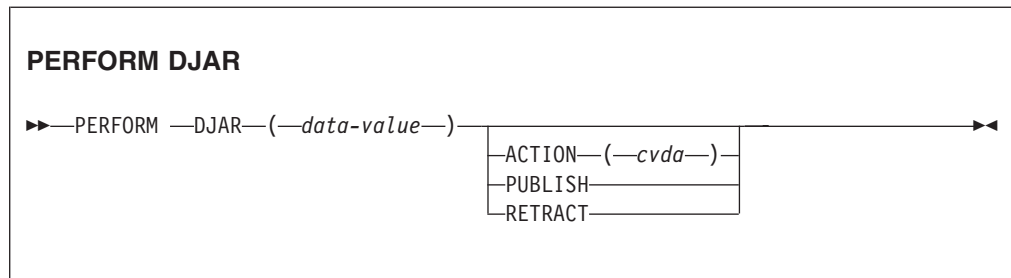 PERFORM DJAR
PERFORM DJAR ( data-value )
ACTION ( cvda )
PUBLISH
RETRACT